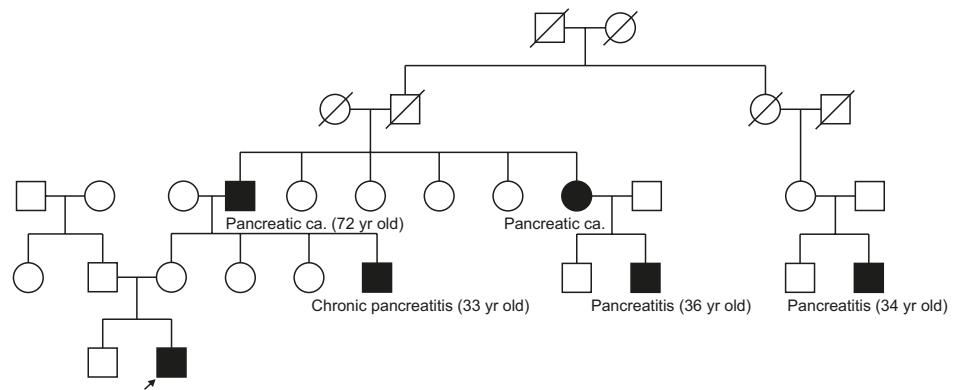 Pancreatic ca. (72 yr old)
Pancreatic ca.
Chronic pancreatitis (33 yr old)
Pancreatitis (36 yr old)
Pancreatitis (34 yr old)